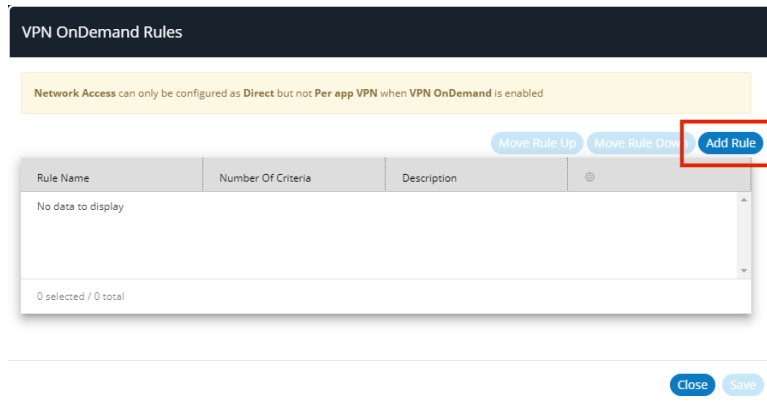 VPN OnDemand Rules
Network Access can only be configured as Direct but not Per app VPN when VPN OnDemand is enabled
Move Rule Up Move Rule Down Add Rule
Rule Name Number Of Criteria Description
No data to display
0 selected / 0 total
Close Save